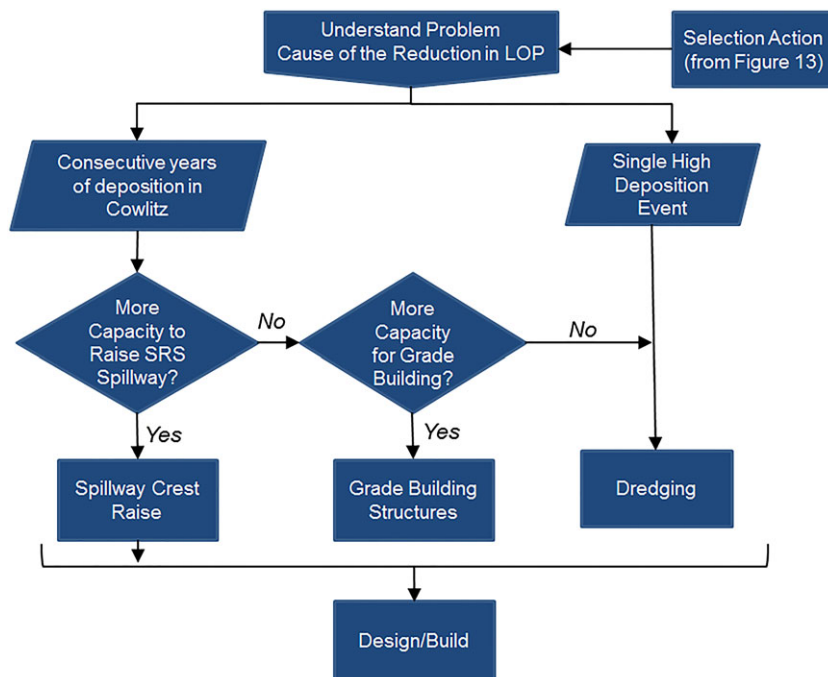 Understand Problem
Cause of the Reduction in LOP
Selection Action
(from Figure 13)
Consecutive years
of deposition in
Cowlitz
Single High
Deposition
Event
More
Capacity to
Raise SRS
Spillway?
No
More
Capacity
for Grade
Building?
No
Yes
Yes
Spillway Crest
Raise
Grade Building
Structures
Dredging
Design/Build